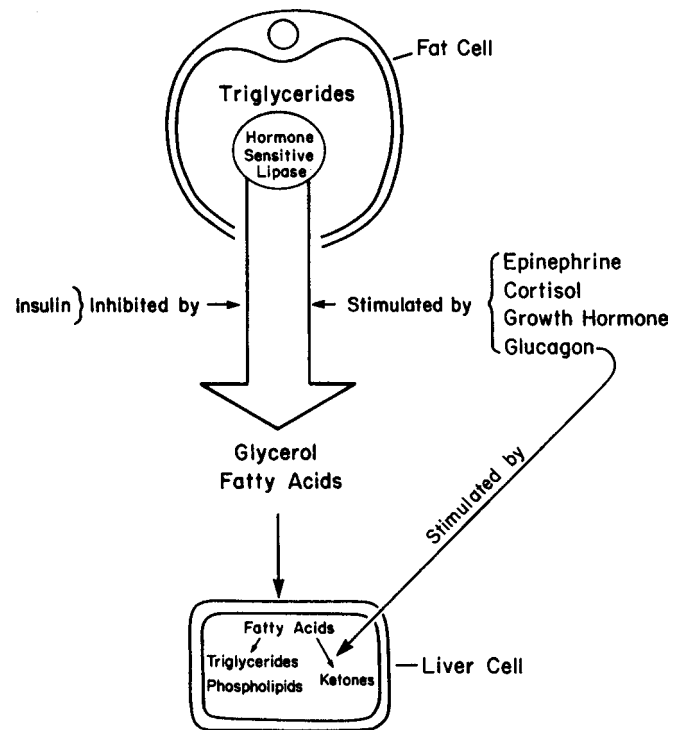 Fat Cell
Triglycerides
Hormone
Sensitive
Lipase
Insulin } Inhibited by
Stimulated by
Epinephrine
Cortisol
Growth Hormone
Glucagon
Stimulated by
Glycerol
Fatty Acids
Fatty Acids
Triglycerides
Phospholipids
Ketones
Liver Cell